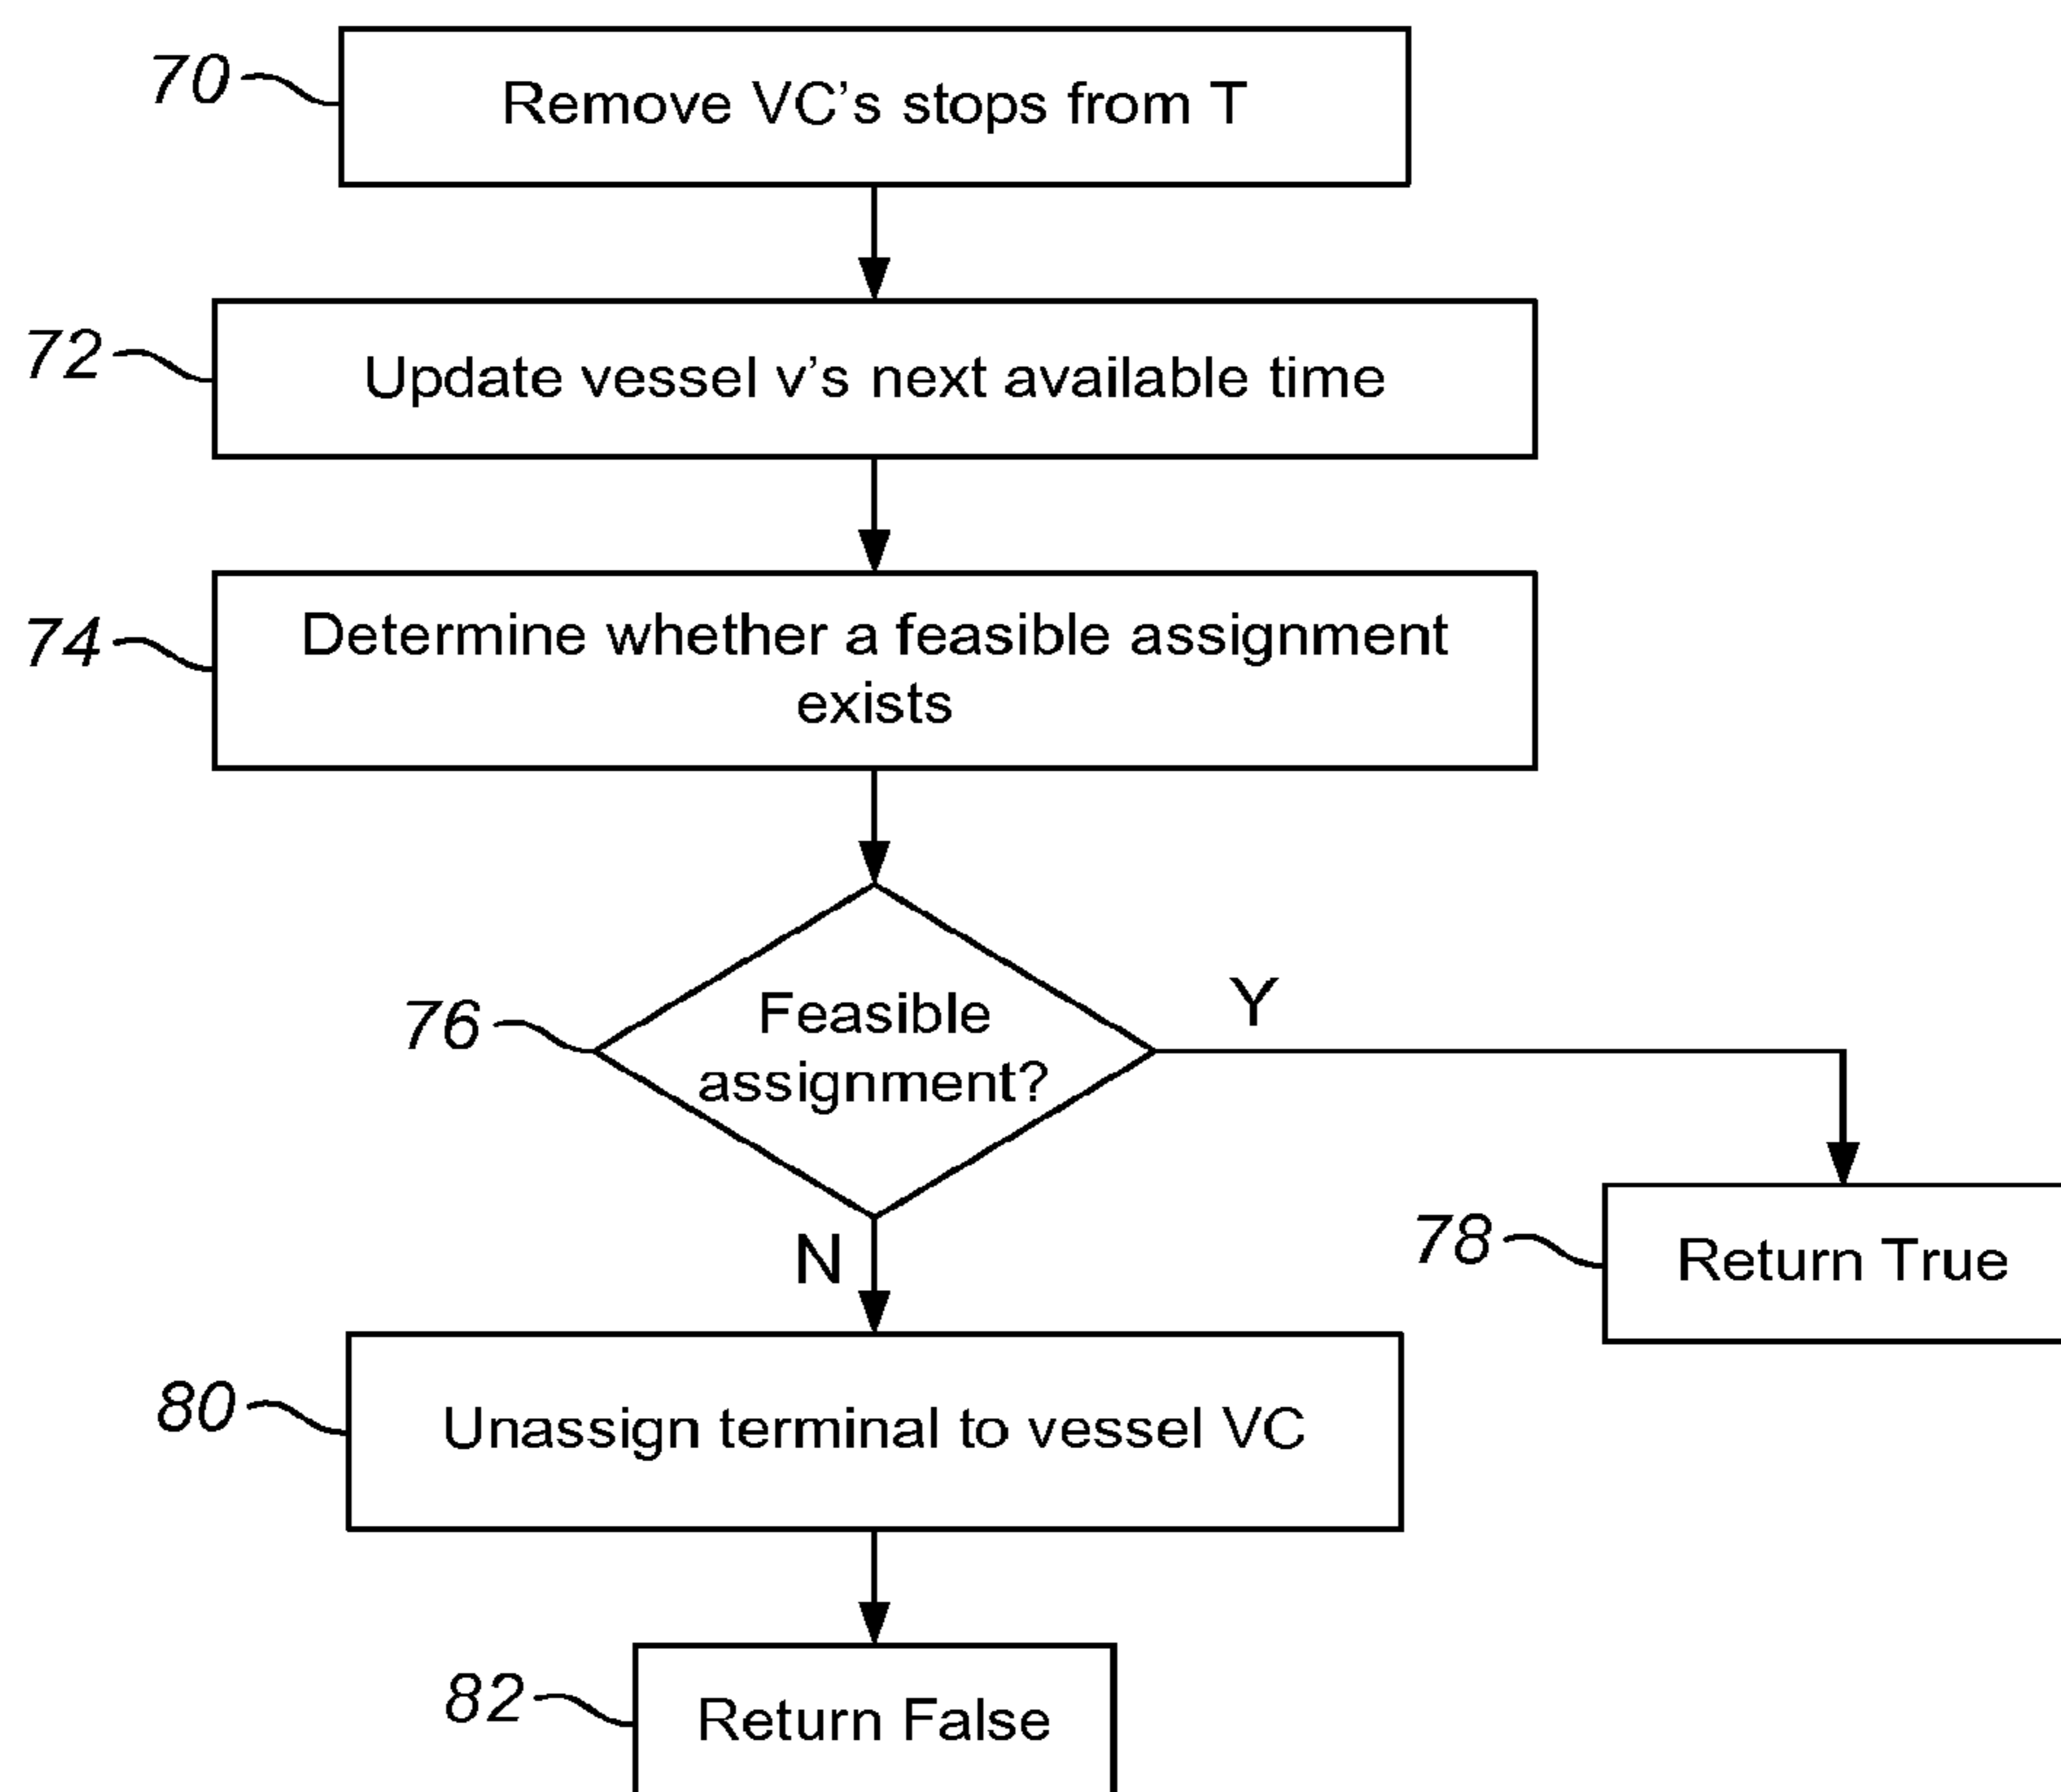 70
Remove VC's stops from T
72
Update vessel v's next available time
74
Determine whether a feasible assignment
exists
76
Feasible
assignment?
Y
N
78
Return True
80
Unassign terminal to vessel VC
82
Return False